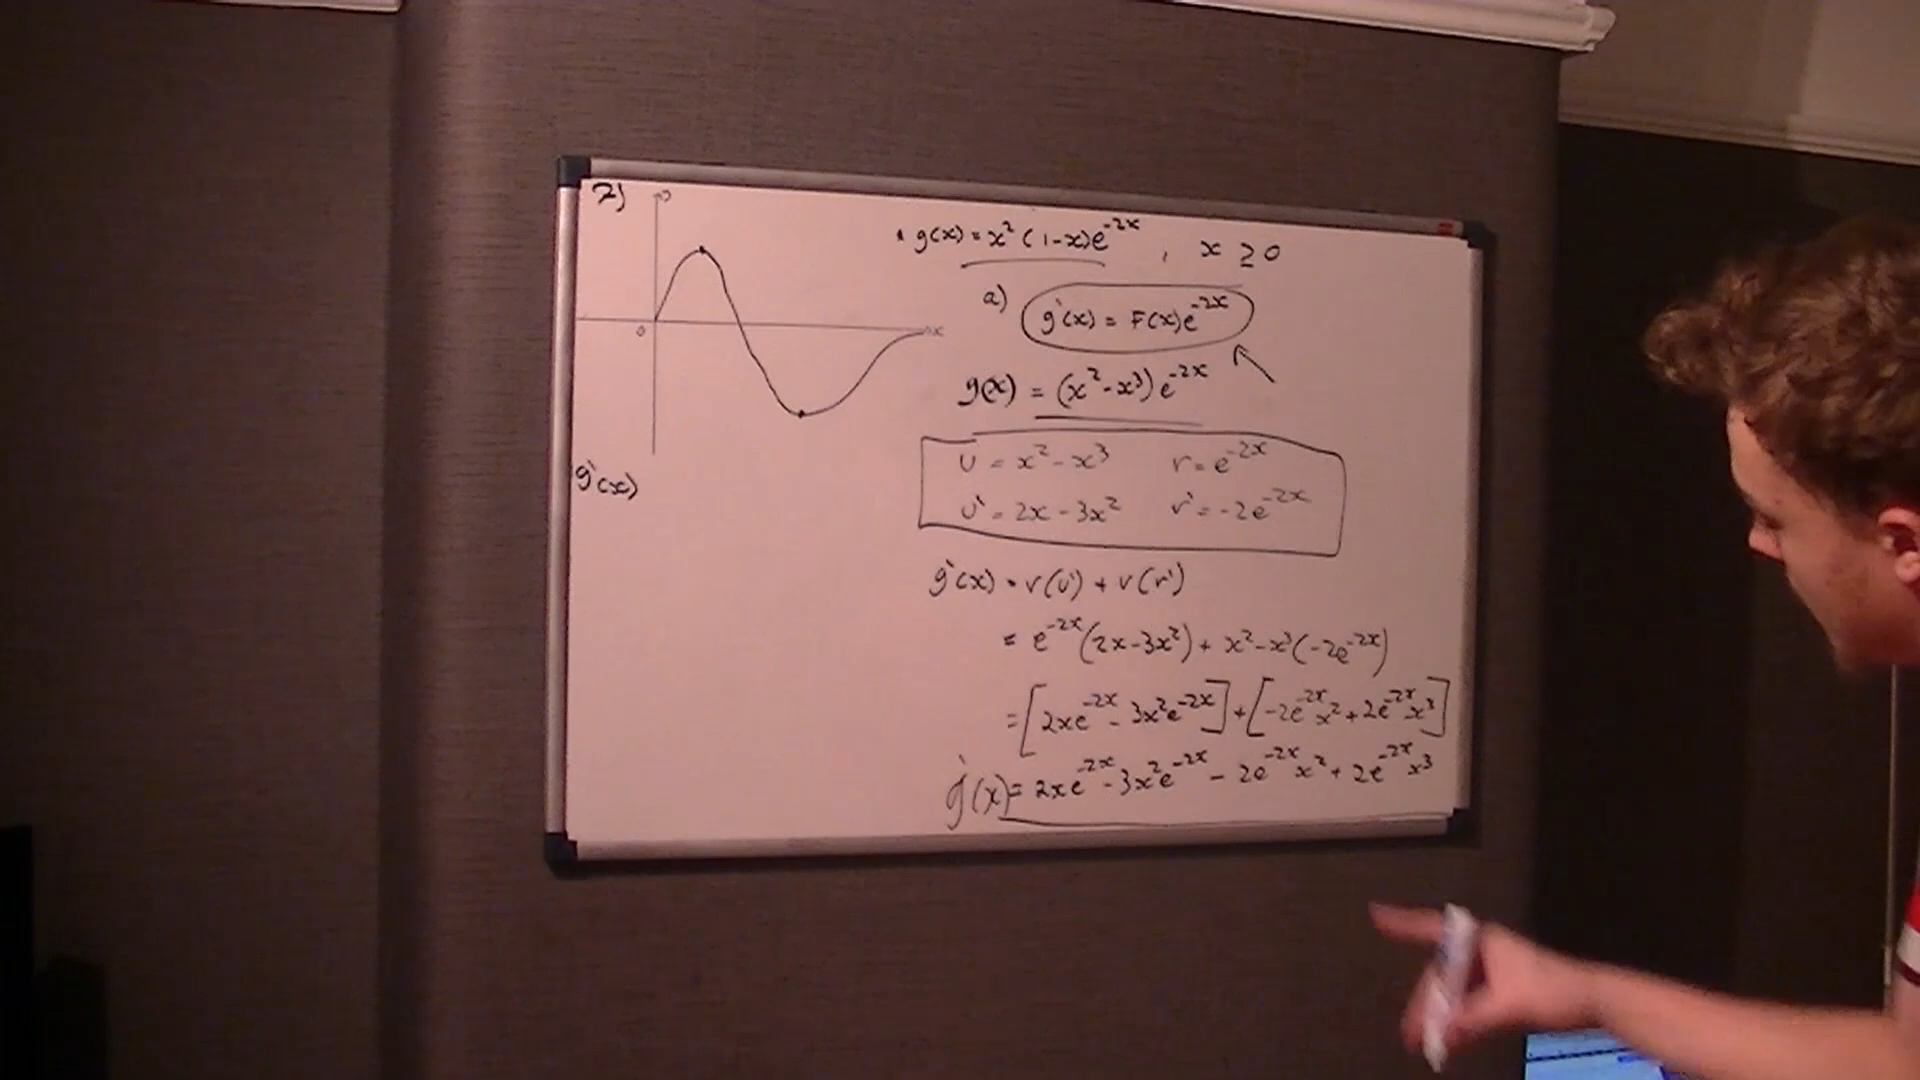 7)
0
x
g'(x)
g(x) = x² (1-x)e^-2x , x ≥ 0
a) g'(x) = F(x)e^-2x
g(x) = (x²-x³) e^-2x
U = x² - x³ v = e^-2x
U' = 2x - 3x² v' = -2e^-2x
g'(x) = v(u') + v(v')
= e^-2x (2x-3x²) + x²-x³(-2e^-2x)
= [2xe^-2x - 3x²e^-2x] + [-2e^-2x x² + 2e^-2x x³]
g'(x) = 2xe^-2x - 3x²e^-2x - 2e^-2x x² + 2e^-2x x³